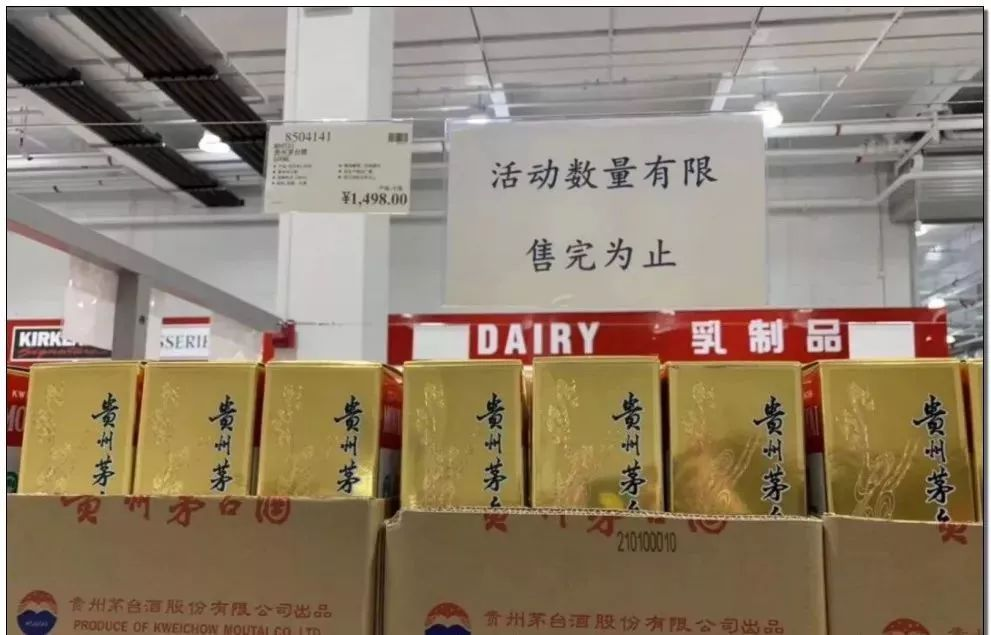 8504141
¥1,498.00
活动数量有限
售完为止
KIRKL
DAIRY 乳制品
贵州茅
贵州茅
贵州茅
贵州茅
贵州茅台
贵州茅台
贵州茅台
贵州茅台酒
贵州茅台酒
210100010
贵州茅台酒股份有限公司出品
PRODUCE OF KWEICHOW MOUTAI CO LTD
贵州茅台酒股份有限公司出品